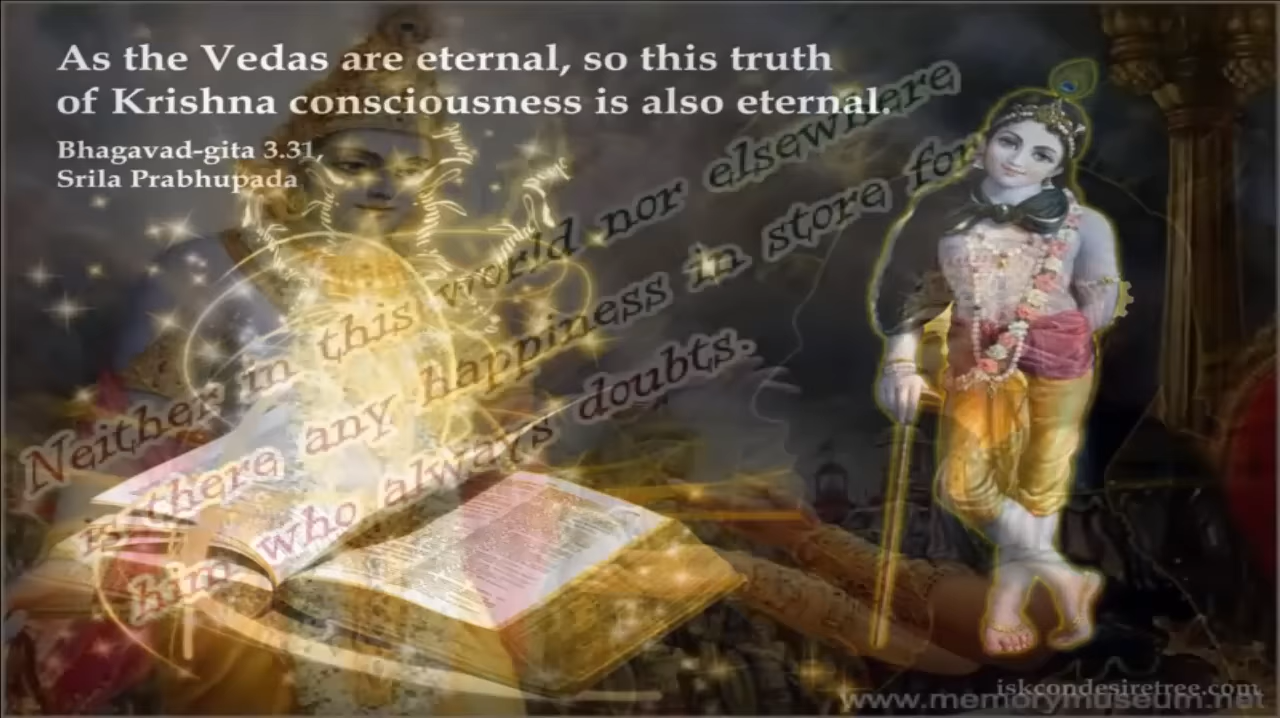 As the Vedas are eternal, so this truth
of Krishna consciousness is also eternal.
Bhagavad-gita 3.31,
Srila Prabhupada
Neither in this world nor elsewhere
is there any happiness in store for
him who always doubts.
iskcondesiretree.com
www.memorymuseum.net